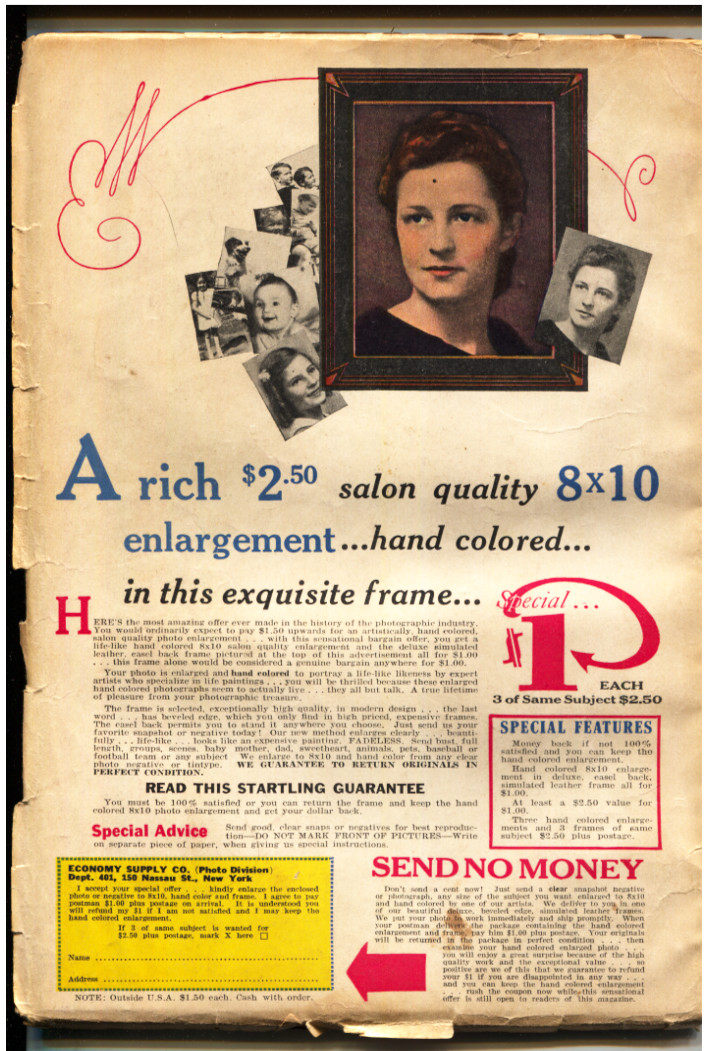 A rich $2.50 salon quality 8x10
enlargement...hand colored...
in this exquisite frame...
Special...
$1
EACH
3 of Same Subject $2.50
HERE'S the most amazing offer ever made in the history of the photographic industry.
You would ordinarily expect to pay $1.50 upwards for an artistically, hand colored,
salon quality photo enlargement . . . with this sensational bargain offer, you get a
life-like hand colored 8x10 salon quality enlargement and the deluxe simulated
leather, easel back frame pictured at the top of this advertisement all for $1.00
. . . this frame alone would be considered a genuine bargain anywhere for $1.00.
Your photo is enlarged and hand colored to portray a life-like likeness by expert
artists who specialize in life paintings . . . you will be thrilled because these enlarged
hand colored photographs seem to actually live . . . they all but talk. A true lifetime
of pleasure from your photographic treasure.
The frame is selected, exceptionally high quality, in modern design . . . the last
word . . . has beveled edge, which you only find in high priced, expensive frames.
The easel back permits you to stand it anywhere you choose. Just send us your
favorite snapshot or negative today! Our new method enlarges clearly . . . beauti-
fully . . . life-like . . . looks like an expensive painting. FADELESS. Send bust, full
length, groups, scenes, baby mother, dad, sweetheart, animals, pets, baseball or
football team or any subject We enlarge to 8x10 and hand color from any clear
photo negative or tintype. WE GUARANTEE TO RETURN ORIGINALS IN
PERFECT CONDITION.
READ THIS STARTLING GUARANTEE
You must be 100% satisfied or you can return the frame and keep the hand
colored 8x10 photo enlargement and get your dollar back.
Special Advice Send good, clear snaps or negatives for best reproduc-
tion—DO NOT MARK FRONT OF PICTURES—Write
on separate piece of paper, when giving us special instructions.
SPECIAL FEATURES
Money back if not 100%
satisfied and you can keep the
hand colored enlargement.
Hand colored 8x10 enlarge-
ment in deluxe, easel back,
simulated leather frame all for
$1.00.
At least a $2.50 value for
$1.00.
Three hand colored enlarge-
ments and 3 frames of same
subject $2.50 plus postage.
ECONOMY SUPPLY CO. (Photo Division)
Dept. 401, 150 Nassau St., New York
I accept your special offer . . . kindly enlarge the enclosed
photo or negative to 8x10, hand color and frame. I agree to pay
postman $1.00 plus postage on arrival. It is understood you
will refund my $1 if I am not satisfied and I may keep the
hand colored enlargement.
If 3 of same subject is wanted for
$2.50 plus postage, mark X here
Name
Address
NOTE: Outside U.S.A. $1.50 each. Cash with order.
SEND NO MONEY
Don't send a cent now! Just send a clear snapshot negative
or photograph, any size of the subject you want enlarged to 8x10
and hand colored by one of our artists. We deliver to you in one
of our beautiful deluxe, beveled edge, simulated leather frames.
We put your photo to work immediately and ship promptly. When
your postman delivers the package containing the hand colored
enlargement and frame, pay him $1.00 plus postage. Your originals
will be returned in package in perfect condition . . . then
examine your hand colored enlarged photo . . .
you will enjoy a great surprise because of the high
quality work and the exceptional value . . . so
positive are we of this that we guarantee to refund
your $1 if you are disappointed in any way . . .
and you can keep the hand colored enlargement
. . . rush the coupon now while this sensational
offer is still open to readers of this magazine.